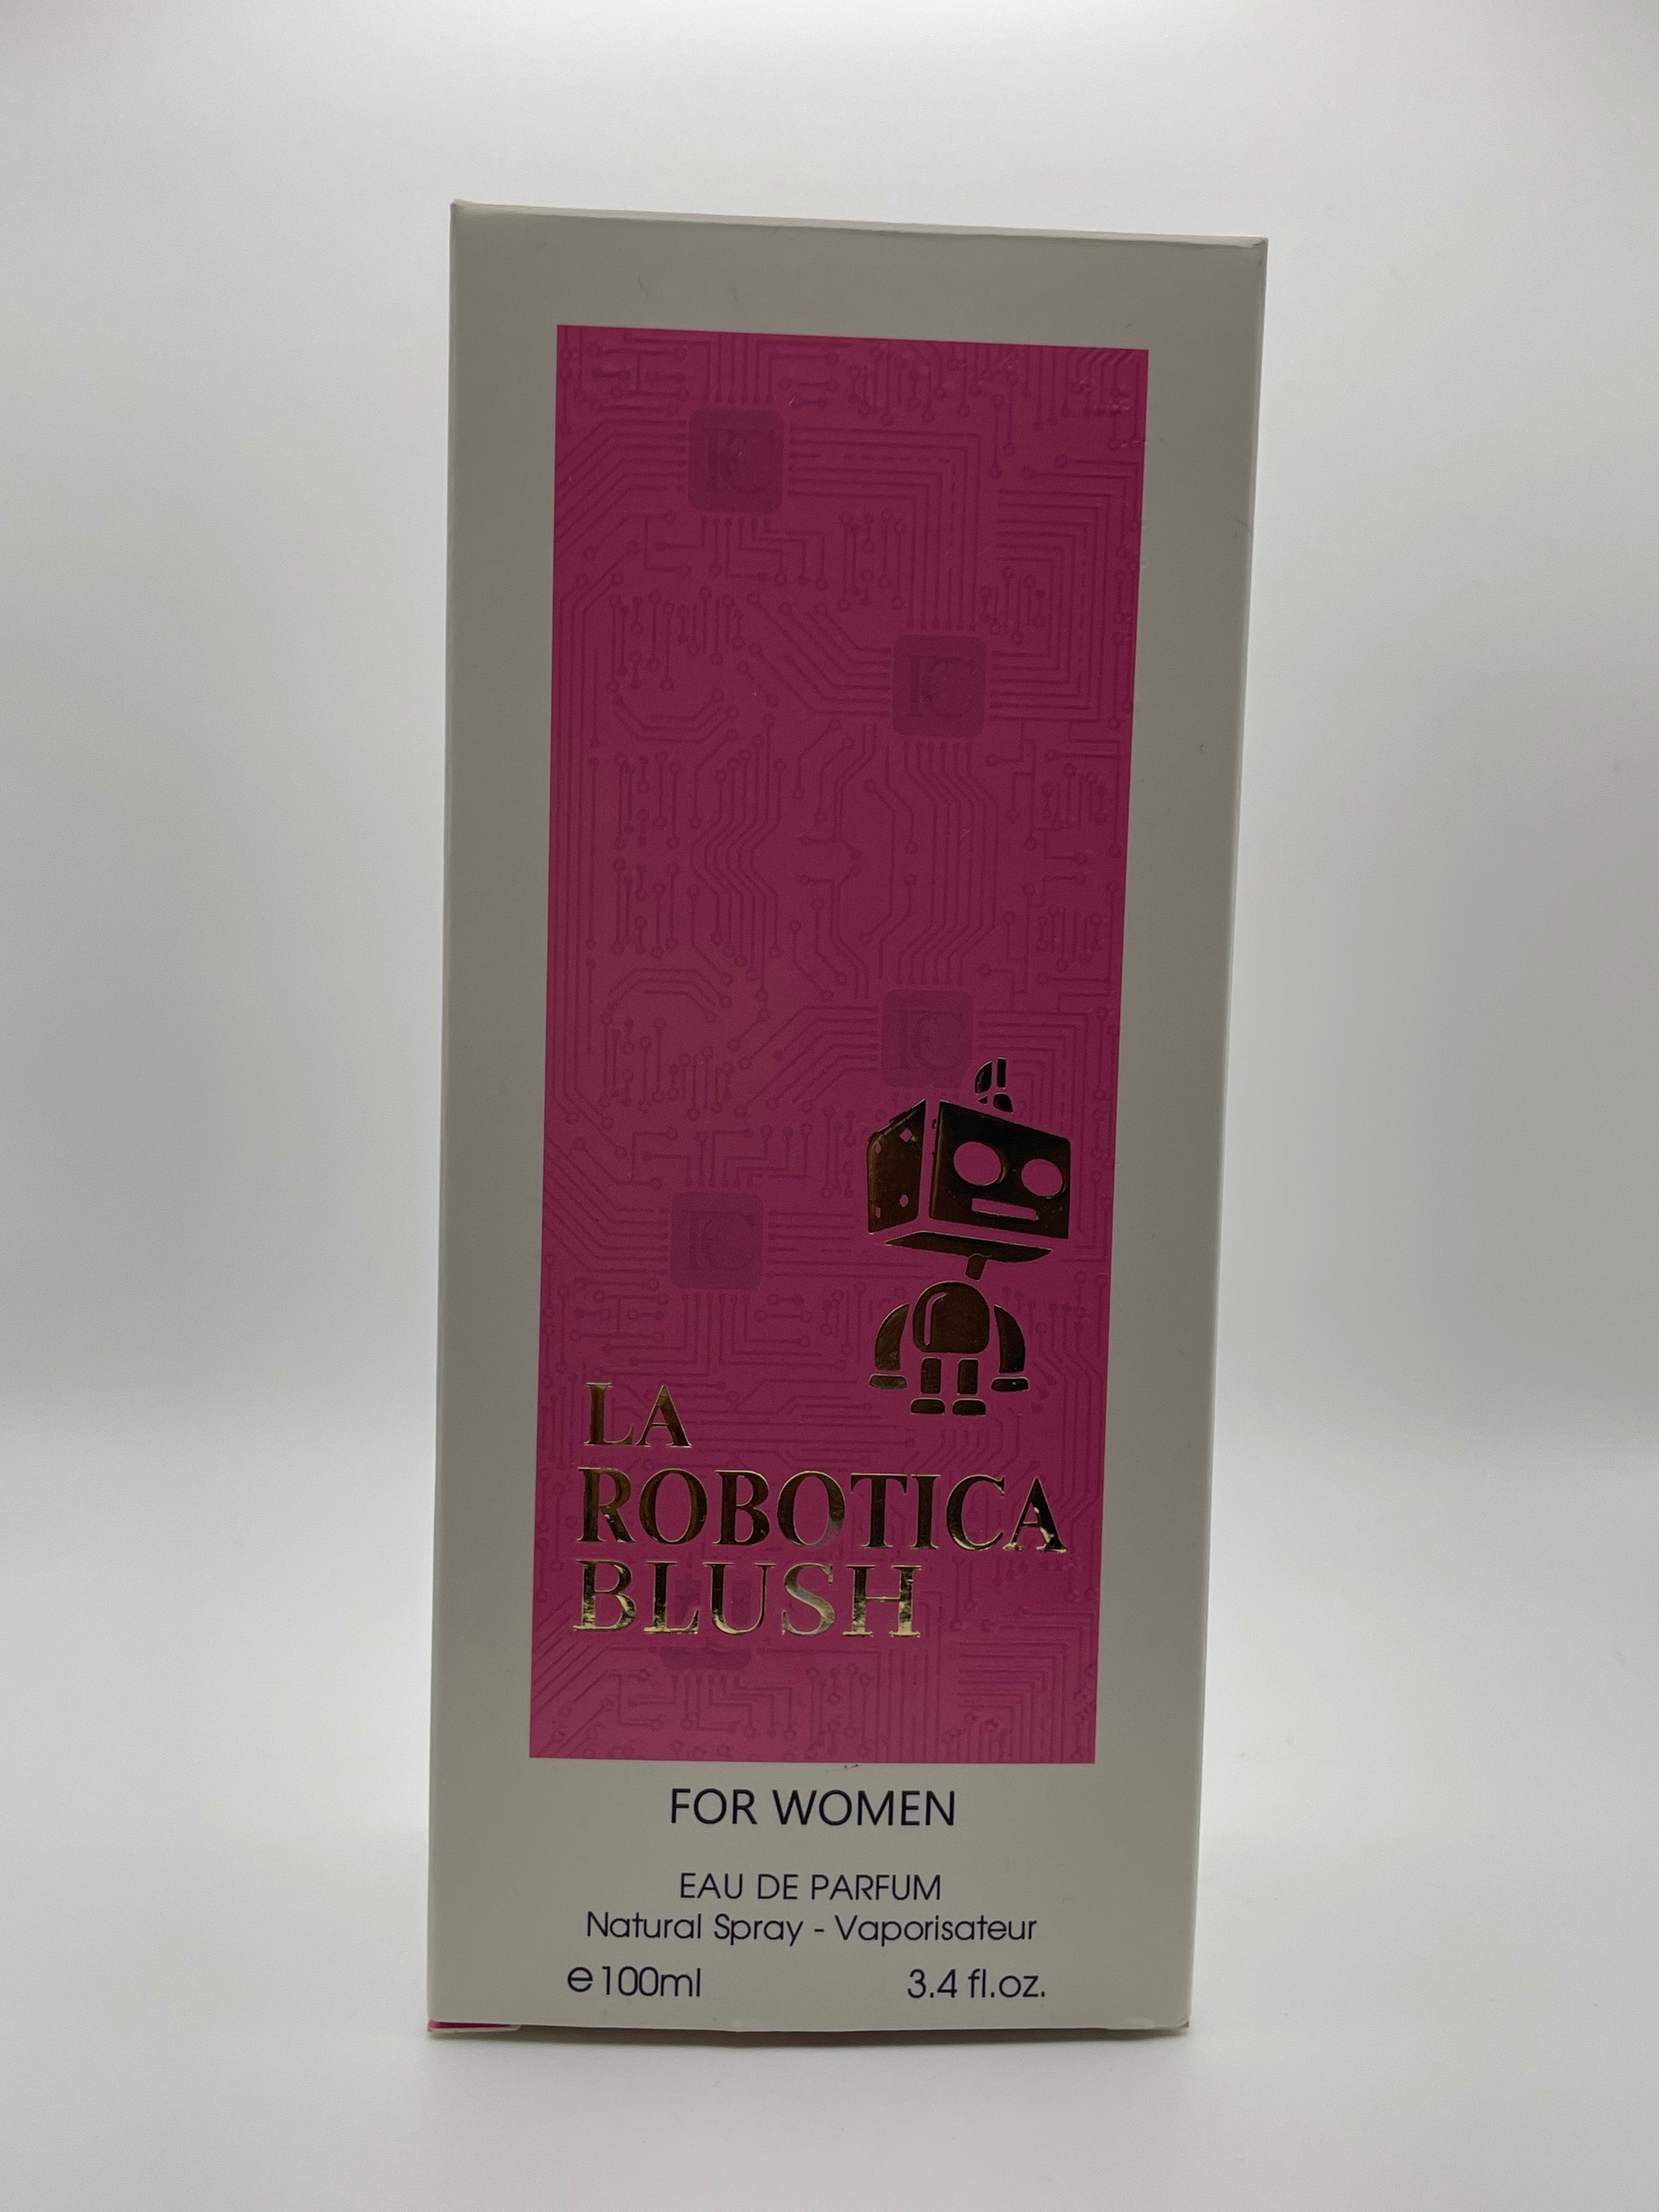 LA
ROBOTICA
BLUSH
FOR WOMEN
EAU DE PARFUM
Natural Spray - Vaporisateur
e 100ml 3.4 fl.oz.